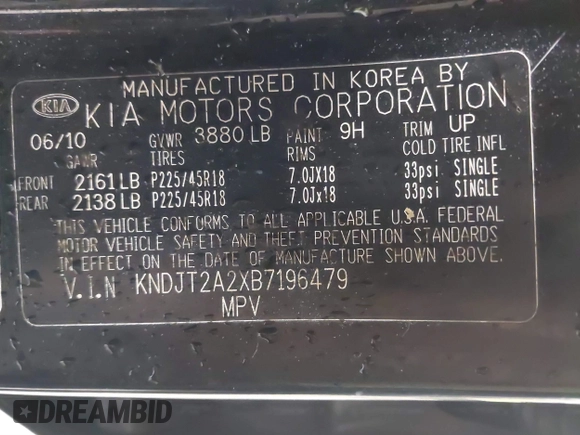 MANUFACTURED IN KOREA BY
KIA KIA MOTORS CORPORATION
06/10 GVWR 3880 LB PAINT 9H TRIM UP
GAWR TIRES RIMS COLD TIRE INFL
FRONT 2161 LB P225/45R18 7.0JX18 33psi SINGLE
REAR 2138 LB P225/45R18 7.0Jx18 33psi SINGLE
THIS VEHICLE CONFORMS TO ALL APPLICABLE U.S.A. FEDERAL
MOTOR VEHICLE SAFETY AND THEFT PREVENTION STANDARDS
IN EFFECT ON THE DATE OF MANUFACTURE SHOWN ABOVE.
V.I.N KNDJT2A2XB7196479
MPV
DREAMBID